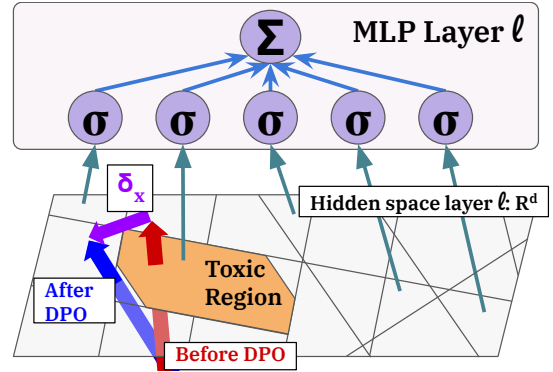 MLP Layer ℓ
Σ
σ σ σ σ σ
δₓ
Hidden space layer ℓ: Rᵈ
Toxic
Region
After
DPO
Before DPO